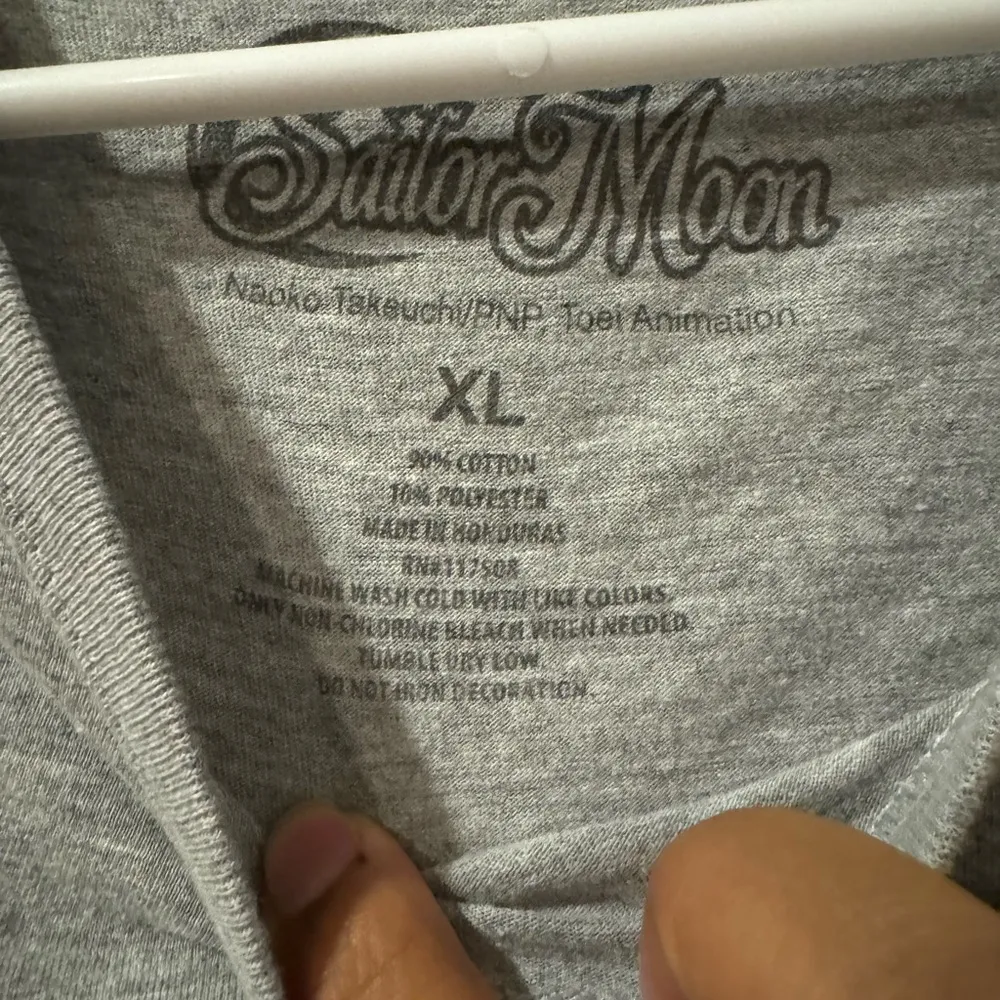 Sailor Moon
Naoko Takeuchi/PNP, Toei Animation
XL
90% COTTON
10% POLYESTER
MADE IN HONDURAS
MACHINE WASH COLD WITH LIKE COLORS.
ONLY NON-CHLORINE BLEACH WHEN NEEDED.
TUMBLE DRY LOW.
DO NOT IRON DECORATION.